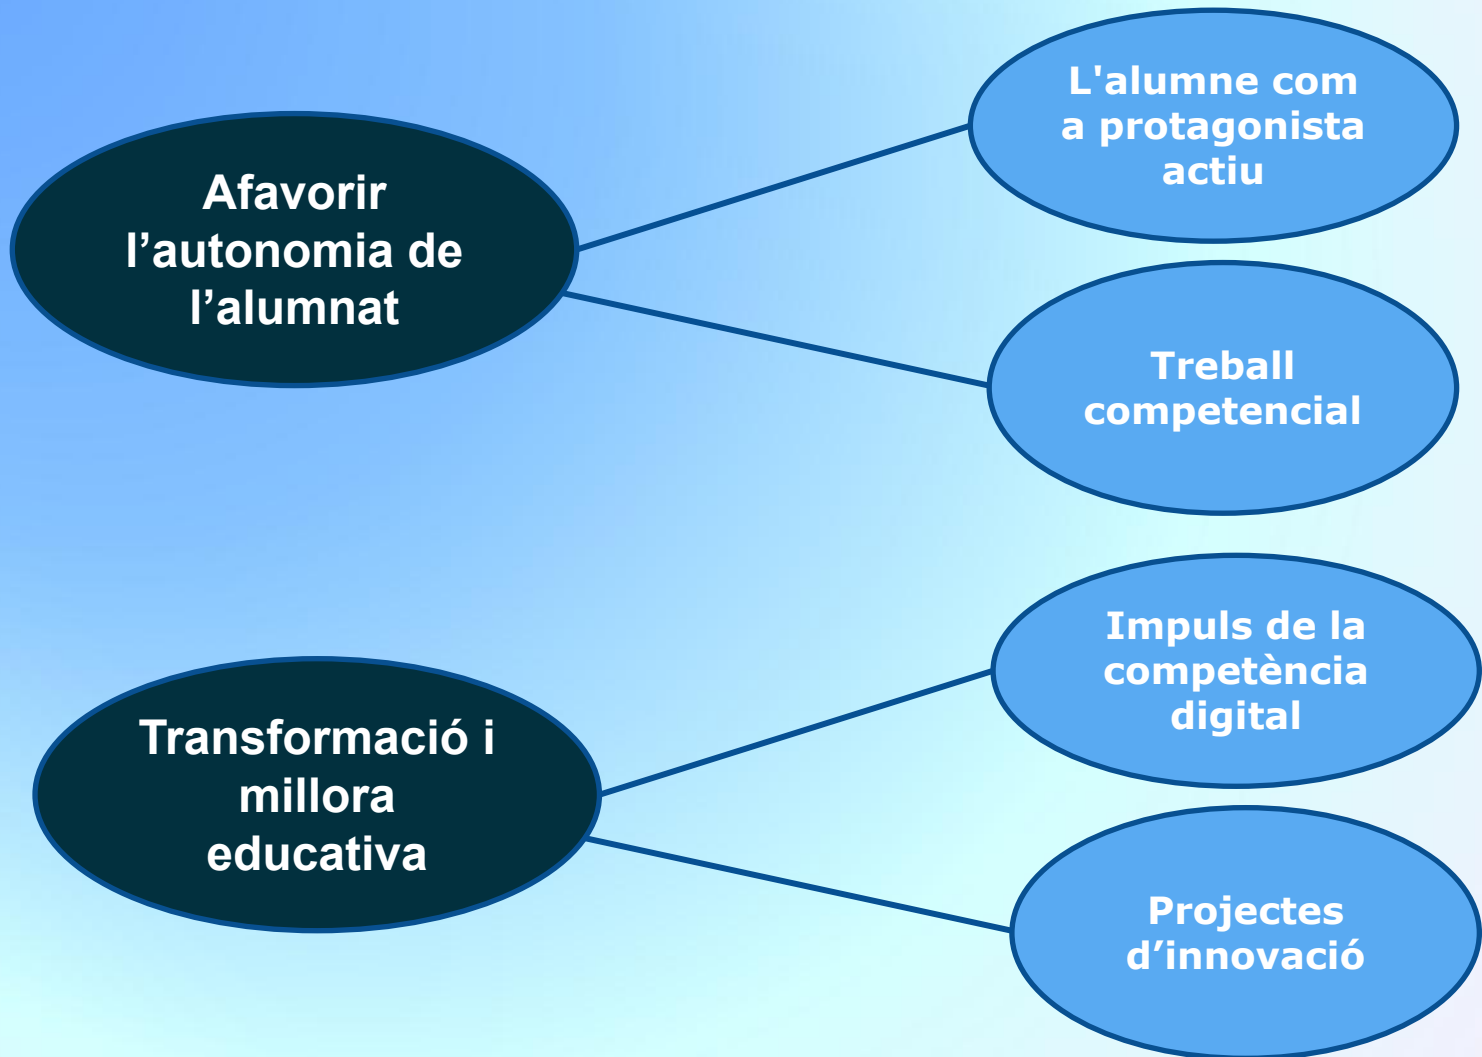 Afavorir
l’autonomia de
l’alumnat
L'alumne com
a protagonista
actiu
Treball
competencial
Transformació i
millora
educativa
Impuls de la
competència
digital
Projectes
d’innovació